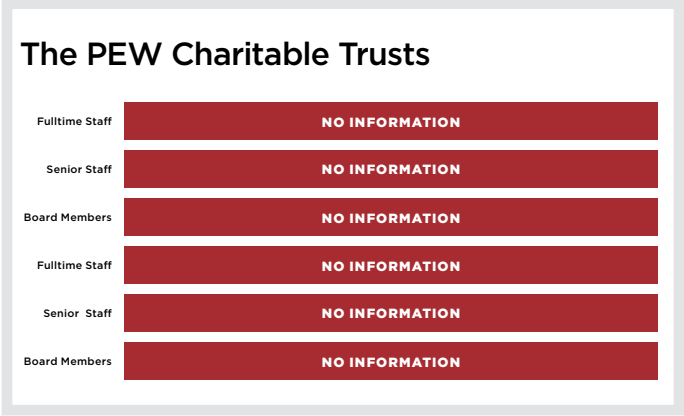 The PEW Charitable Trusts
Fulltime Staff NO INFORMATION
Senior Staff NO INFORMATION
Board Members NO INFORMATION
Fulltime Staff NO INFORMATION
Senior  Staff NO INFORMATION
Board Members NO INFORMATION